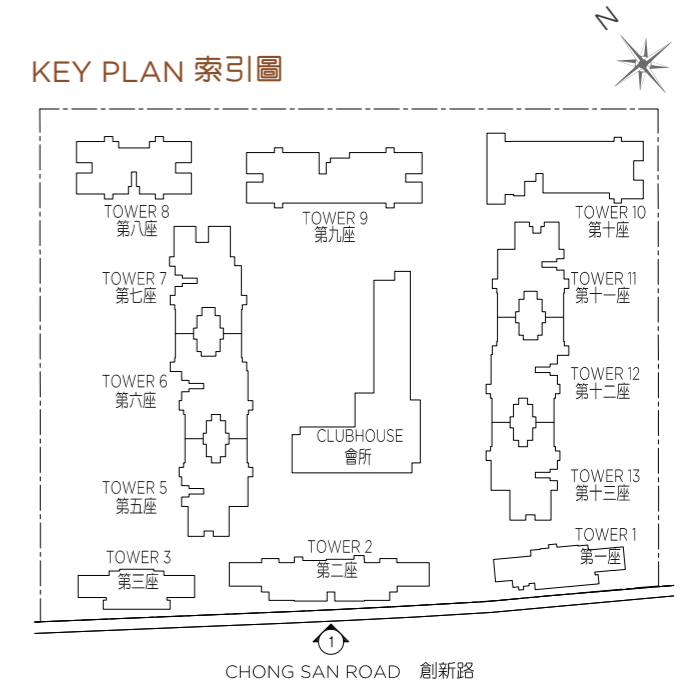 N
KEY PLAN 索引圖
TOWER 8
第八座
TOWER 9
第九座
TOWER 10
第十座
TOWER 7
第七座
TOWER 11
第十一座
TOWER 6
第六座
TOWER 12
第十二座
CLUBHOUSE
會所
TOWER 5
第五座
TOWER 13
第十三座
TOWER 3
第三座
TOWER 2
第二座
TOWER 1
第一座
1
CHONG SAN ROAD 創新路